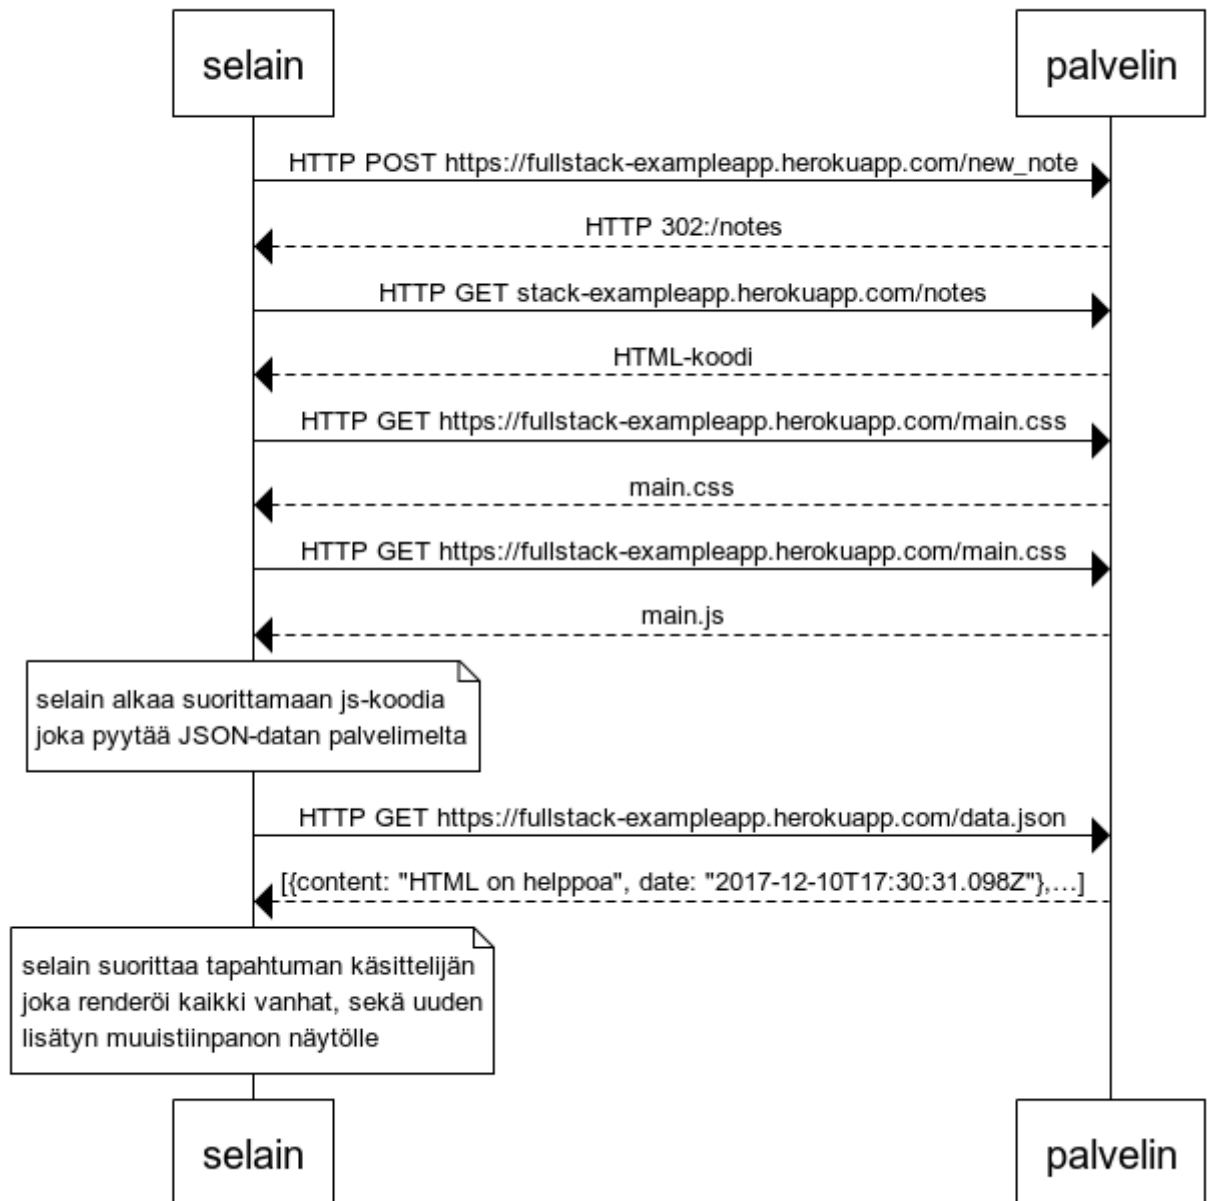 selain
palvelin
HTTP POST https://fullstack-exampleapp.herokuapp.com/new_note
HTTP 302:/notes
HTTP GET stack-exampleapp.herokuapp.com/notes
HTML-koodi
HTTP GET https://fullstack-exampleapp.herokuapp.com/main.css
main.css
HTTP GET https://fullstack-exampleapp.herokuapp.com/main.css
main.js
selain alkaa suorittamaan js-koodia
joka pyytää JSON-datan palvelimelta
HTTP GET https://fullstack-exampleapp.herokuapp.com/data.json
[{content: "HTML on helppoa", date: "2017-12-10T17:30:31.098Z"},...]
selain suorittaa tapahtuman käsittelijän
joka renderöi kaikki vanhat, sekä uuden
lisätyn muuistiinpanon näytölle
selain
palvelin